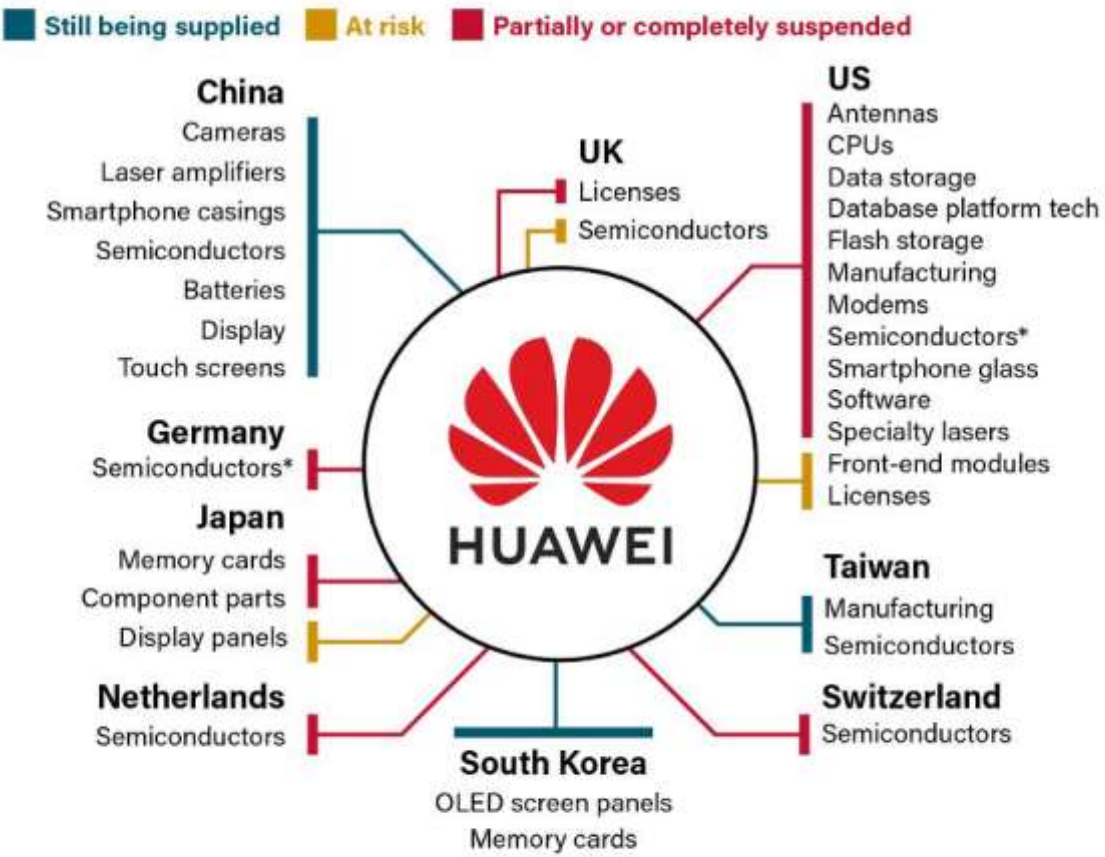 Still being supplied At risk Partially or completely suspended
China
Cameras
Laser amplifiers
Smartphone casings
Semiconductors
Batteries
Display
Touch screens
Germany
Semiconductors*
Japan
Memory cards
Component parts
Display panels
Netherlands
Semiconductors
UK
Licenses
Semiconductors
HUAWEI
South Korea
OLED screen panels
Memory cards
US
Antennas
CPUs
Data storage
Database platform tech
Flash storage
Manufacturing
Modems
Semiconductors*
Smartphone glass
Software
Specialty lasers
Front-end modules
Licenses
Taiwan
Manufacturing
Semiconductors
Switzerland
Semiconductors